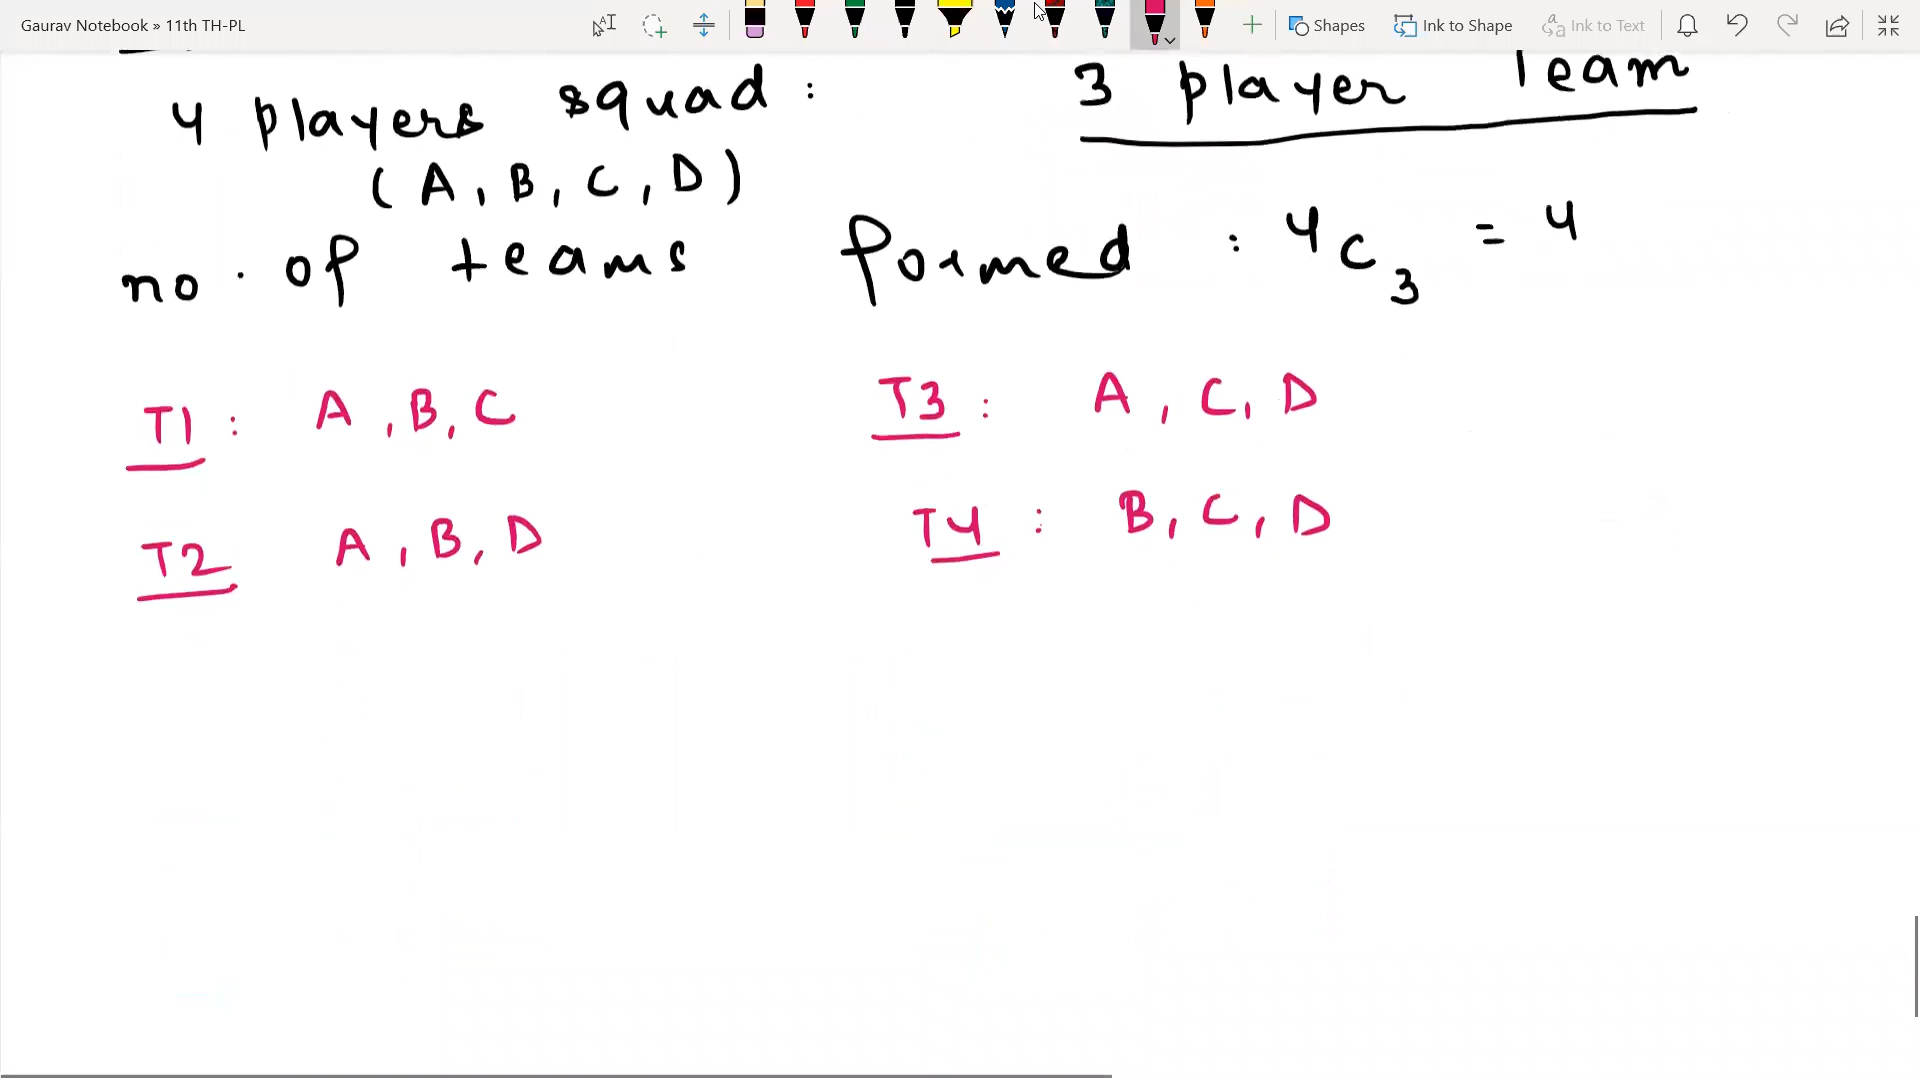 Gaurav Notebook » 11th TH-PL
Shapes
Ink to Shape
Ink to Text
4 players squad :
3 player Team
( A , B , C , D )
no . of teams formed : 4C3 = 4
T1 : A , B , C
T3 : A , C , D
T2 A , B , D
T4 : B , C , D